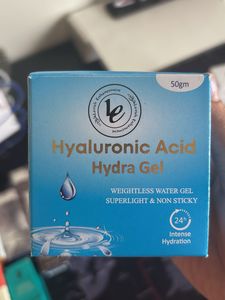 50gm
le
Hyaluronic Acid
Hydra Gel
WEIGHTLESS WATER GEL
SUPERLIGHT & NON STICKY
24h
Intense
Hydration